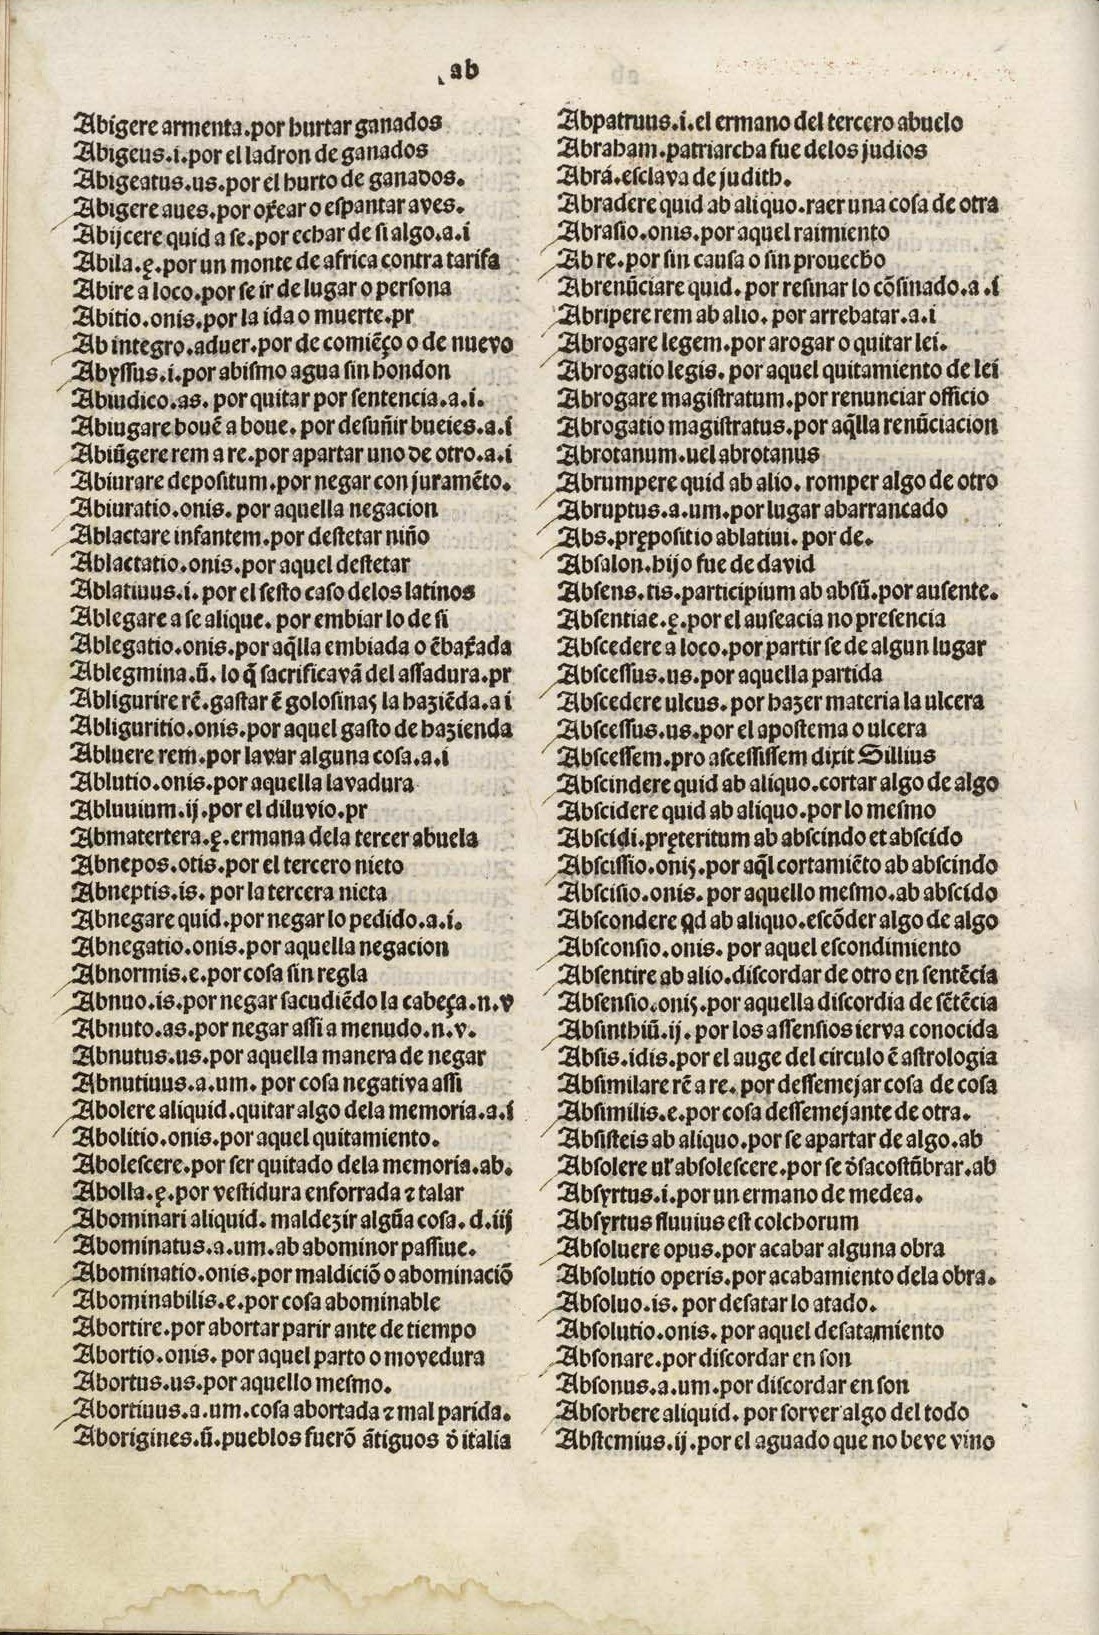 ab
Abigere armenta.por hurtar ganados
Abigeus.i.por el ladron de ganados
Abigeatus.us.por el hurto de ganados.
Abigere aues.por oxear o espantar aves.
Abijcere quid a se.por echar de si algo.a.i
Abila.ę.por un monte de africa contra tarifa
Abire a loco.por se ir de lugar o persona
Abitio.onis.por la ida o muerte.pr
Ab integro.aduer.por de comiẽço o de nuevo
Abyssus.i.por abismo agua sin hondon
Abiudico.as. por quitar por sentencia.a.i.
Abiugare bouẽ a boue. por desuñir bueies.a.i
Abiũgere rem a re.por apartar uno de otro.a.i
Abiurare depositum.por negar con juramẽto.
Abiuratio.onis. por aquella negacion
Ablactare infantem.por destetar niño
Ablactatio.onis.por aquel destetar
Ablatiuus.i. por el sesto caso delos latinos
Ablegare a se alique. por embiar lo de si
Ablegatio.onis.por aq̃lla embiada o ẽbaxada
Ablegmina.ũ. lo q̃ sacrificavã del assadura.pr
Abligurire rẽ. gastar ẽ golosinas la haziẽda.a i
Abliguritio.onis.por aquel gasto de hazienda
Abluere rem.por lavar alguna cosa.a.i
Ablutio.onis.por aquella lavadura
Abluuium.ij.por el diluvio.pr
Abmatertera.ę.ermana dela tercer abuela
Abnepos.otis.por el tercero nieto
Abneptis.is. por la tercera nieta
Abnegare quid.por negar lo pedido.a.i.
Abnegatio.onis.por aquella negacion
Abnormis.e.por cosa sin regla
Abnuo.is.por negar sacudiẽdo la cabeça.n.v
Abnuto.as.por negar assi a menudo.n.v.
Abnutus.us.por aquella manera de negar
Abnutiuus.a.um. por cosa negativa assi
Abolere aliquid.quitar algo dela memoria.a.i
Abolitio.onis.por aquel quitamiento.
Abolescere.por ser quitado dela memoria.ab.
Abolla.ę.por vestidura enforrada ⁊ talar
Abominari aliquid. maldezir algũa cosa. d.iij
Abominatus.a.um.ab abominor passiue.
Abominatio.onis.por maldiciõ o abominaciõ
Abominabilis.e.por cosa abominable
Abortire.por abortar parir ante de tiempo
Abortio.onis. por aquel parto o movedura
Abortus.us.por aquello mesmo.
Abortiuus.a.um.cosa abortada ⁊ mal parida.
Aborigines.ũ.pueblos fuerõ ãtiguos õ italia
Abpatruus.i.el ermano del tercero abuelo
Abraham.patriarcha fue delos judios
Abrá.esclava de judith.
Abradere quid ab aliquo.raer una cosa de otra
Abrasio.onis.por aquel raimiento
Ab re.por sin causa o sin prouecho
Abrenũciare quid. por resinar lo cõsinado.a .i
Abripere rem ab alio. por arrebatar.a.i
Abrogare legem.por arogar o quitar lei.
Abrogatio legis. por aquel quitamiento de lei
Abrogare magistratum.por renunciar officio
Abrogatio magistratus.por aq̃lla renũciacion
Abrotanum.uel abrotanus
Abrumpere quid ab alio. romper algo de otro
Abruptus.a.um.por lugar abarrancado
Abs.prępositio ablatiui. por de.
Absalon.hijo fue de david
Absens.tis.participium ab absũ.por ausente.
Absentiae.ę.por el auseacia no presencia
Abscedere a loco.por partir se de algun lugar
Abscessus.us.por aquella partida
Abscedere ulcus. por hazer materia la ulcera
Abscessus.us.por el apostema o ulcera
Abscessem.pro ascessissem dixit Sillius
Abscindere quid ab aliquo.cortar algo de algo
Abscidere quid ab aliquo.por lo mesmo
Abscidi.pręteritum ab abscindo et abscido
Abscissio.onis.por aq̃l cortamiẽto ab abscindo
Abscisio.onis. por aquello mesmo.ab abscido
Abscondere qd ab aliquo.escõder algo de algo
Absconsio.onis. por aquel escondimiento
Absentire ab alio.discordar de otro en sentẽcia
Absensio.onis.por aquella discordia de sẽtẽcia
Absinthiũ.ij. por los assensios ierva conocida
Absis.idis.por el auge del circulo ẽ astrologia
Absimilare rẽ a re. por dessemejar cosa de cosa
Absimilis.e.por cosa dessemejante de otra.
Absisteis ab aliquo.por se apartar de algo.ab
Absolere ul' absolescere.por se õsacostũbrar.ab
Absyrtus.i.por un ermano de medea.
Absyrtus fluuius est colchorum
Absoluere opus.por acabar alguna obra
Absolutio operis.por acabamiento dela obra.
Absoluo.is. por desatar lo atado.
Absolutio.onis. por aquel desatamiento
Absonare.por discordar en son
Absonus.a.um.por discordar en son
Absorbere aliquid. por sorver algo del todo
Abstemius.ij.por el aguado que no beve vino